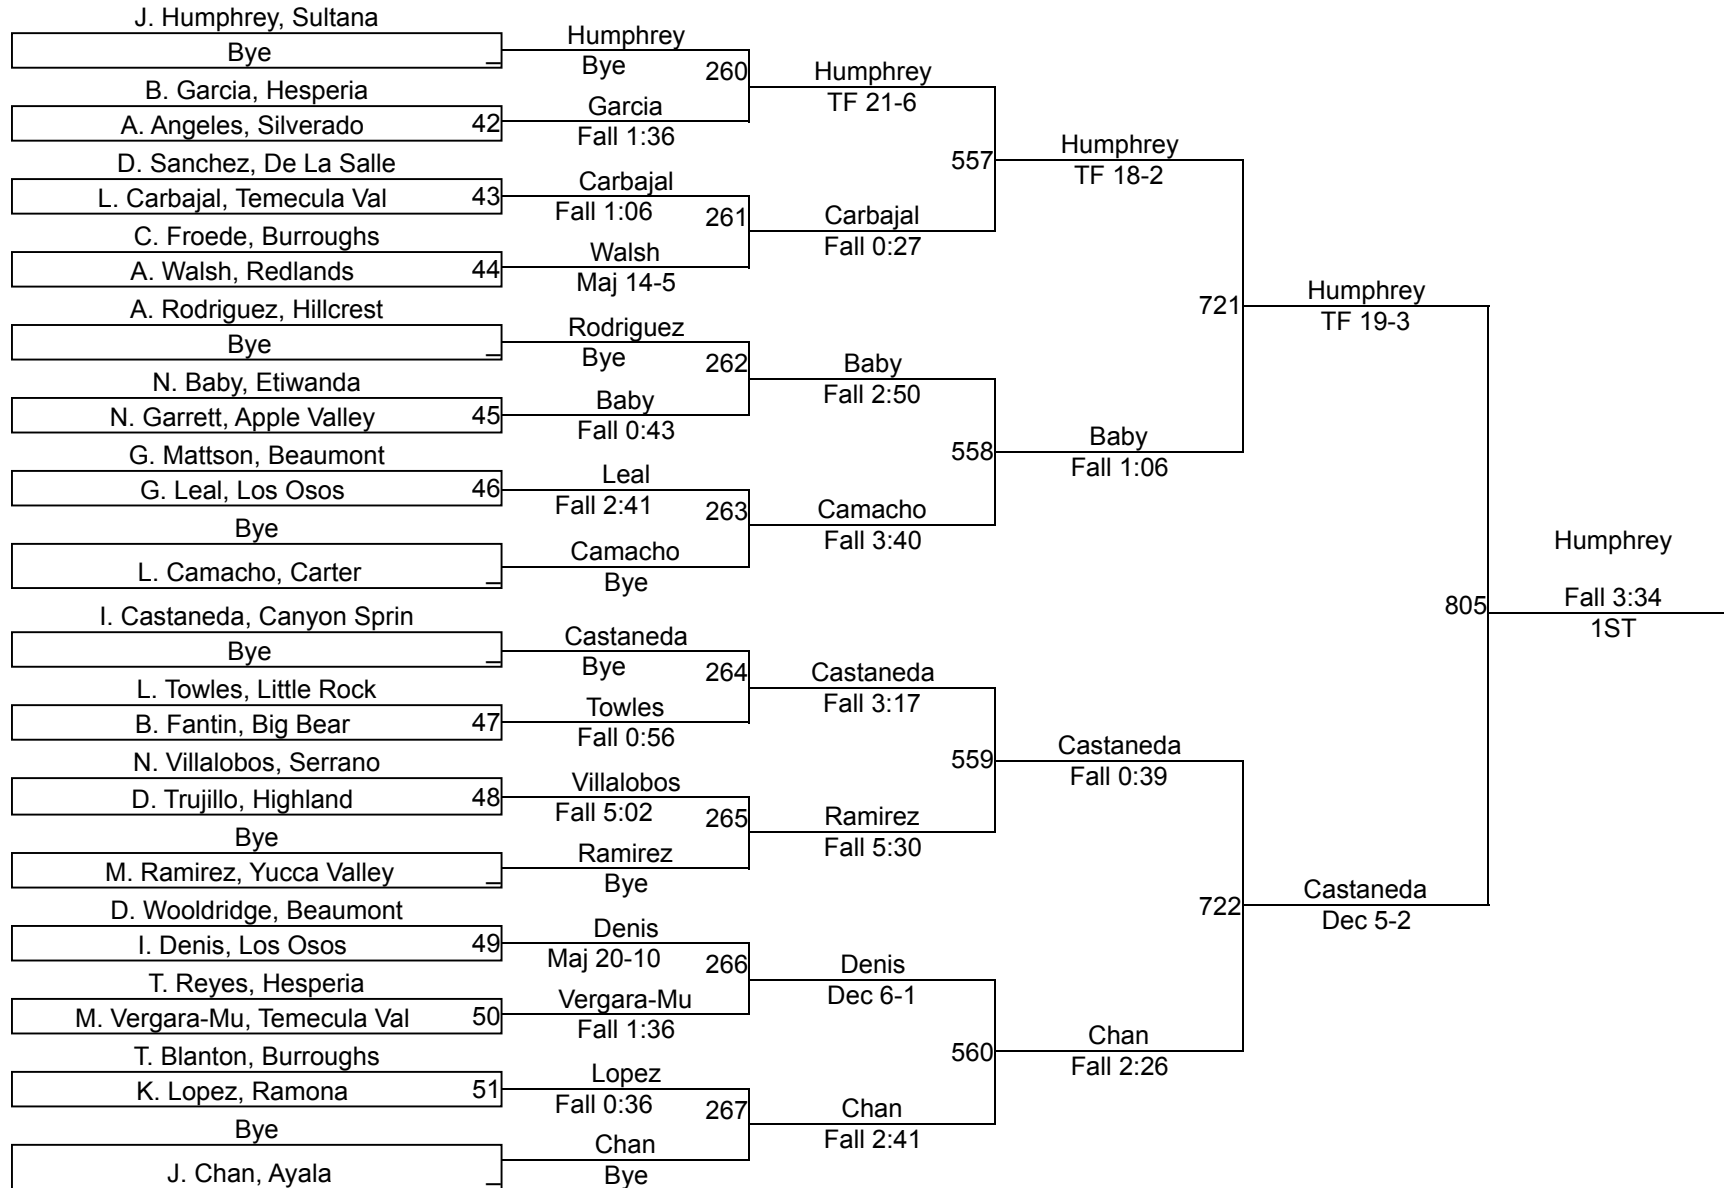 J. Humphrey, Sultana
Bye _
B. Garcia, Hesperia
A. Angeles, Silverado 42
D. Sanchez, De La Salle
L. Carbajal, Temecula Val 43
C. Froede, Burroughs
A. Walsh, Redlands 44
A. Rodriguez, Hillcrest
Bye _
N. Baby, Etiwanda
N. Garrett, Apple Valley 45
G. Mattson, Beaumont
G. Leal, Los Osos 46
Bye
L. Camacho, Carter _
I. Castaneda, Canyon Sprin
Bye _
L. Towles, Little Rock
B. Fantin, Big Bear 47
N. Villalobos, Serrano
D. Trujillo, Highland 48
Bye
M. Ramirez, Yucca Valley _
D. Wooldridge, Beaumont
I. Denis, Los Osos 49
T. Reyes, Hesperia
M. Vergara-Mu, Temecula Val 50
T. Blanton, Burroughs
K. Lopez, Ramona 51
Bye
J. Chan, Ayala _
Humphrey
Bye
260
Garcia
Fall 1:36
Carbajal
Fall 1:06
261
Walsh
Maj 14-5
Rodriguez
Bye
262
Baby
Fall 0:43
Leal
Fall 2:41
263
Camacho
Bye
Castaneda
Bye
264
Towles
Fall 0:56
Villalobos
Fall 5:02
265
Ramirez
Bye
Denis
Maj 20-10
266
Vergara-Mu
Fall 1:36
Lopez
Fall 0:36
267
Chan
Bye
Humphrey
TF 21-6
557
Carbajal
Fall 0:27
Baby
Fall 2:50
558
Camacho
Fall 3:40
Castaneda
Fall 3:17
559
Ramirez
Fall 5:30
Denis
Dec 6-1
560
Chan
Fall 2:41
Humphrey
TF 18-2
721
Baby
Fall 1:06
Castaneda
Fall 0:39
722
Chan
Fall 2:26
Humphrey
TF 19-3
805
Castaneda
Dec 5-2
Humphrey
Fall 3:34
1ST